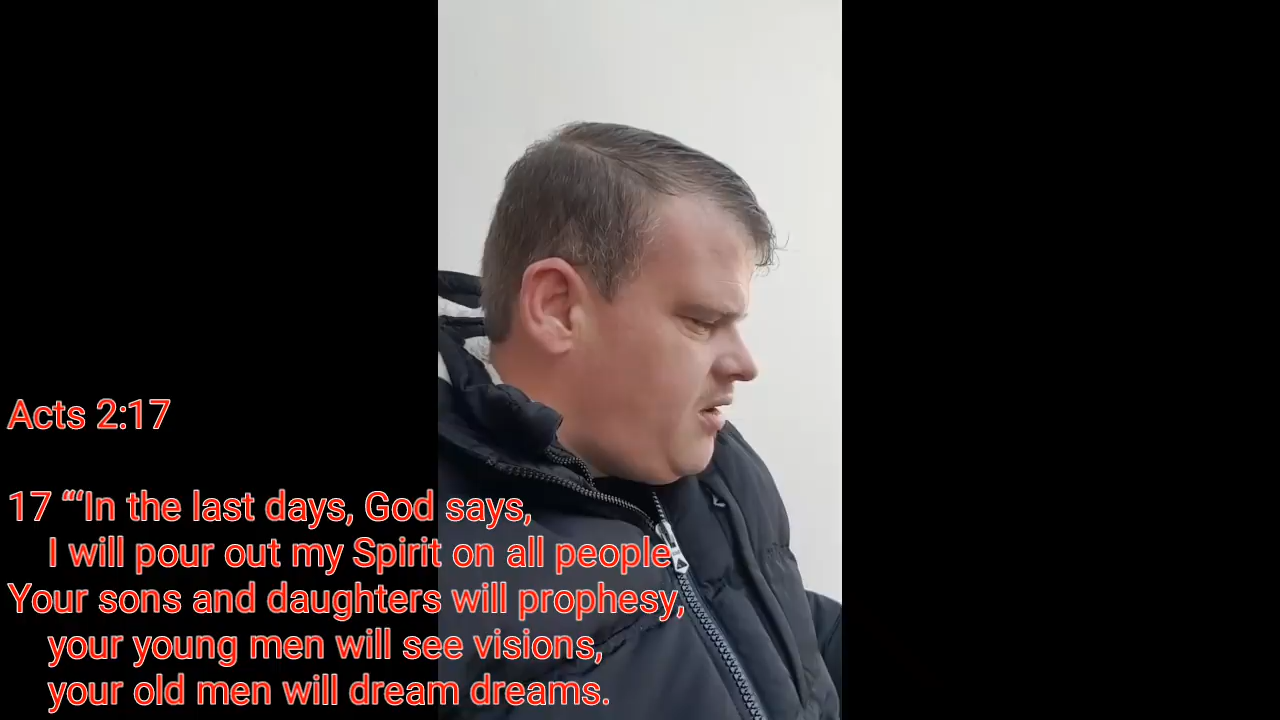 Acts 2:17
17 “‘In the last days, God says,
I will pour out my Spirit on all people
Your sons and daughters will prophesy,
your young men will see visions,
your old men will dream dreams.